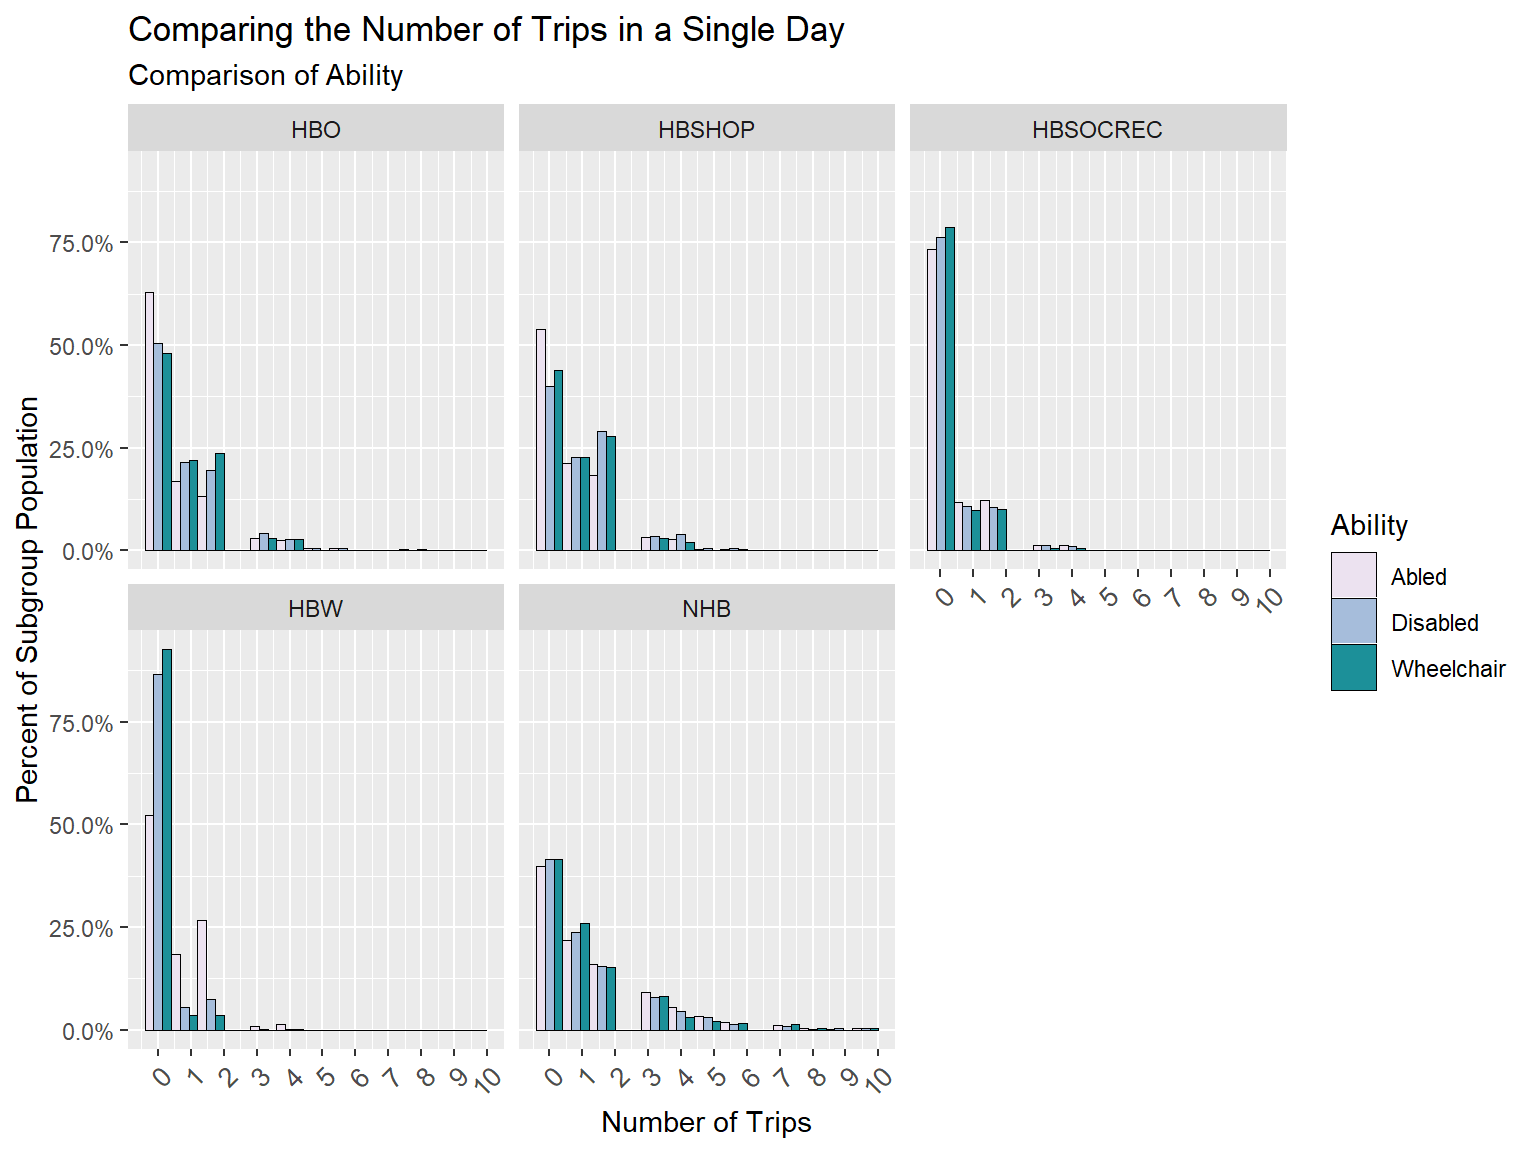 Comparing the Number of Trips in a Single Day
Comparison of Ability
HBO
HBSHOP
HBSOCREC
75.0%
50.0%
25.0%
0.0%
0 1 2 3 4 5 6 7 8 9 10
HBW
NHB
75.0%
50.0%
25.0%
0.0%
0 1 2 3 4 5 6 7 8 9 10
0 1 2 3 4 5 6 7 8 9 10
Number of Trips
Percent of Subgroup Population
Ability
Abled
Disabled
Wheelchair